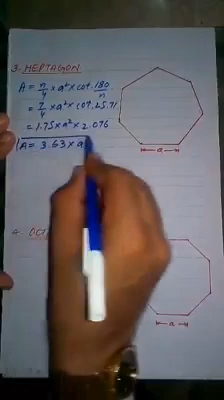 3. HEPTAGON
A = n/4 × a² × cot 180/n
= 7/4 × a² × cot 25.71
= 1.75 × a² × 2.076
A = 3.63 × a
a
4. OCT
a